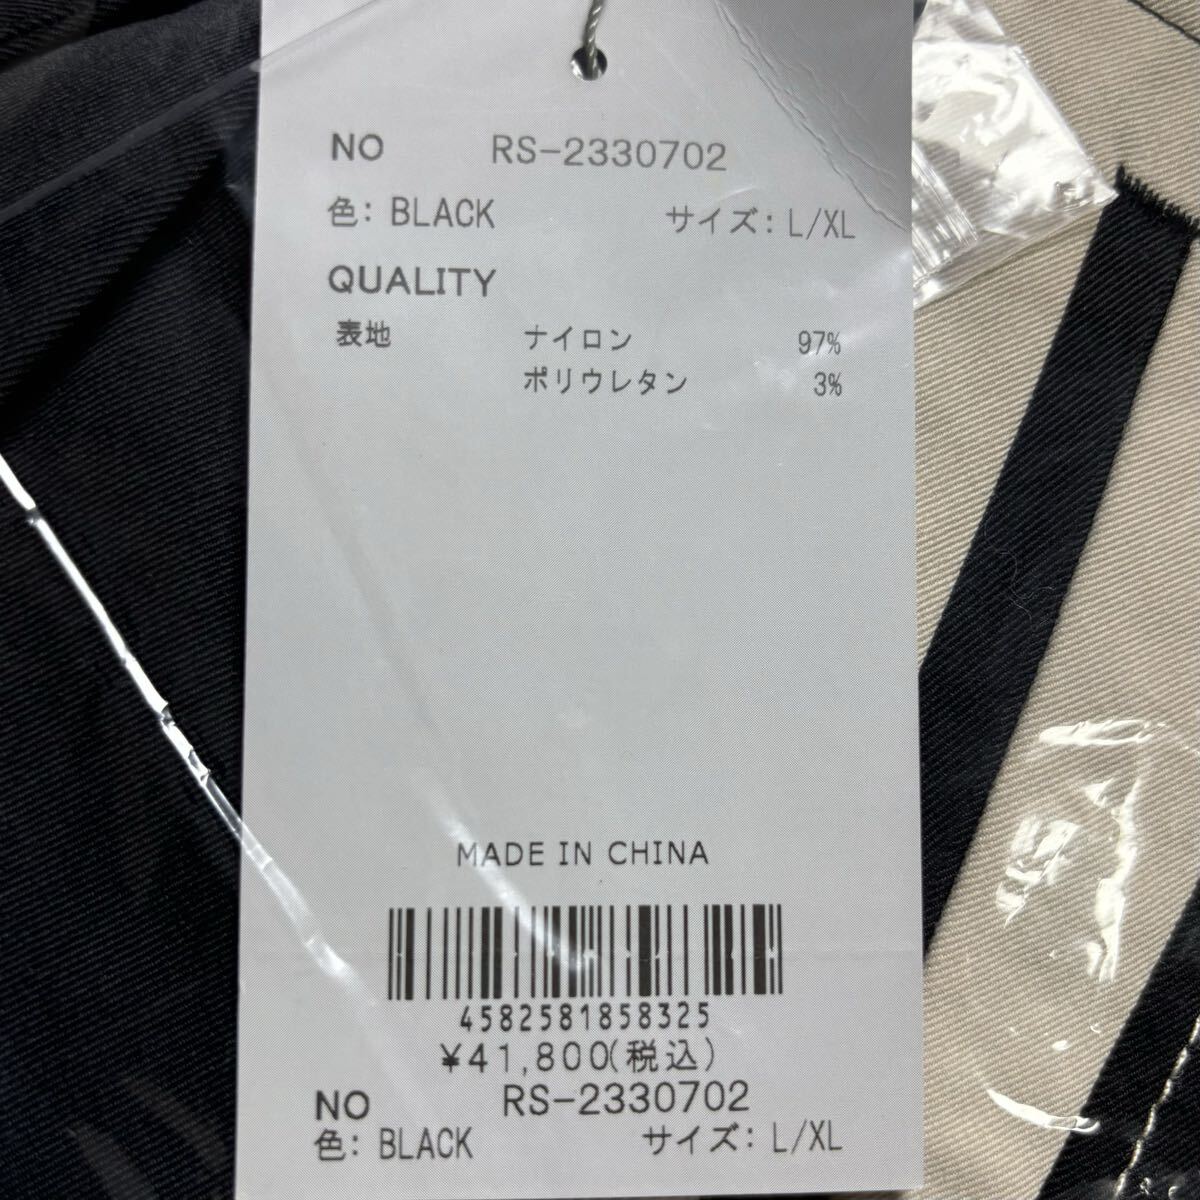 NO RS-2330702
色: BLACK サイズ: L/XL
QUALITY
表地 ナイロン 97%
ポリウレタン 3%
MADE IN CHINA
4582581858325
¥41,800(税込)
NO RS-2330702
色: BLACK サイズ: L/XL